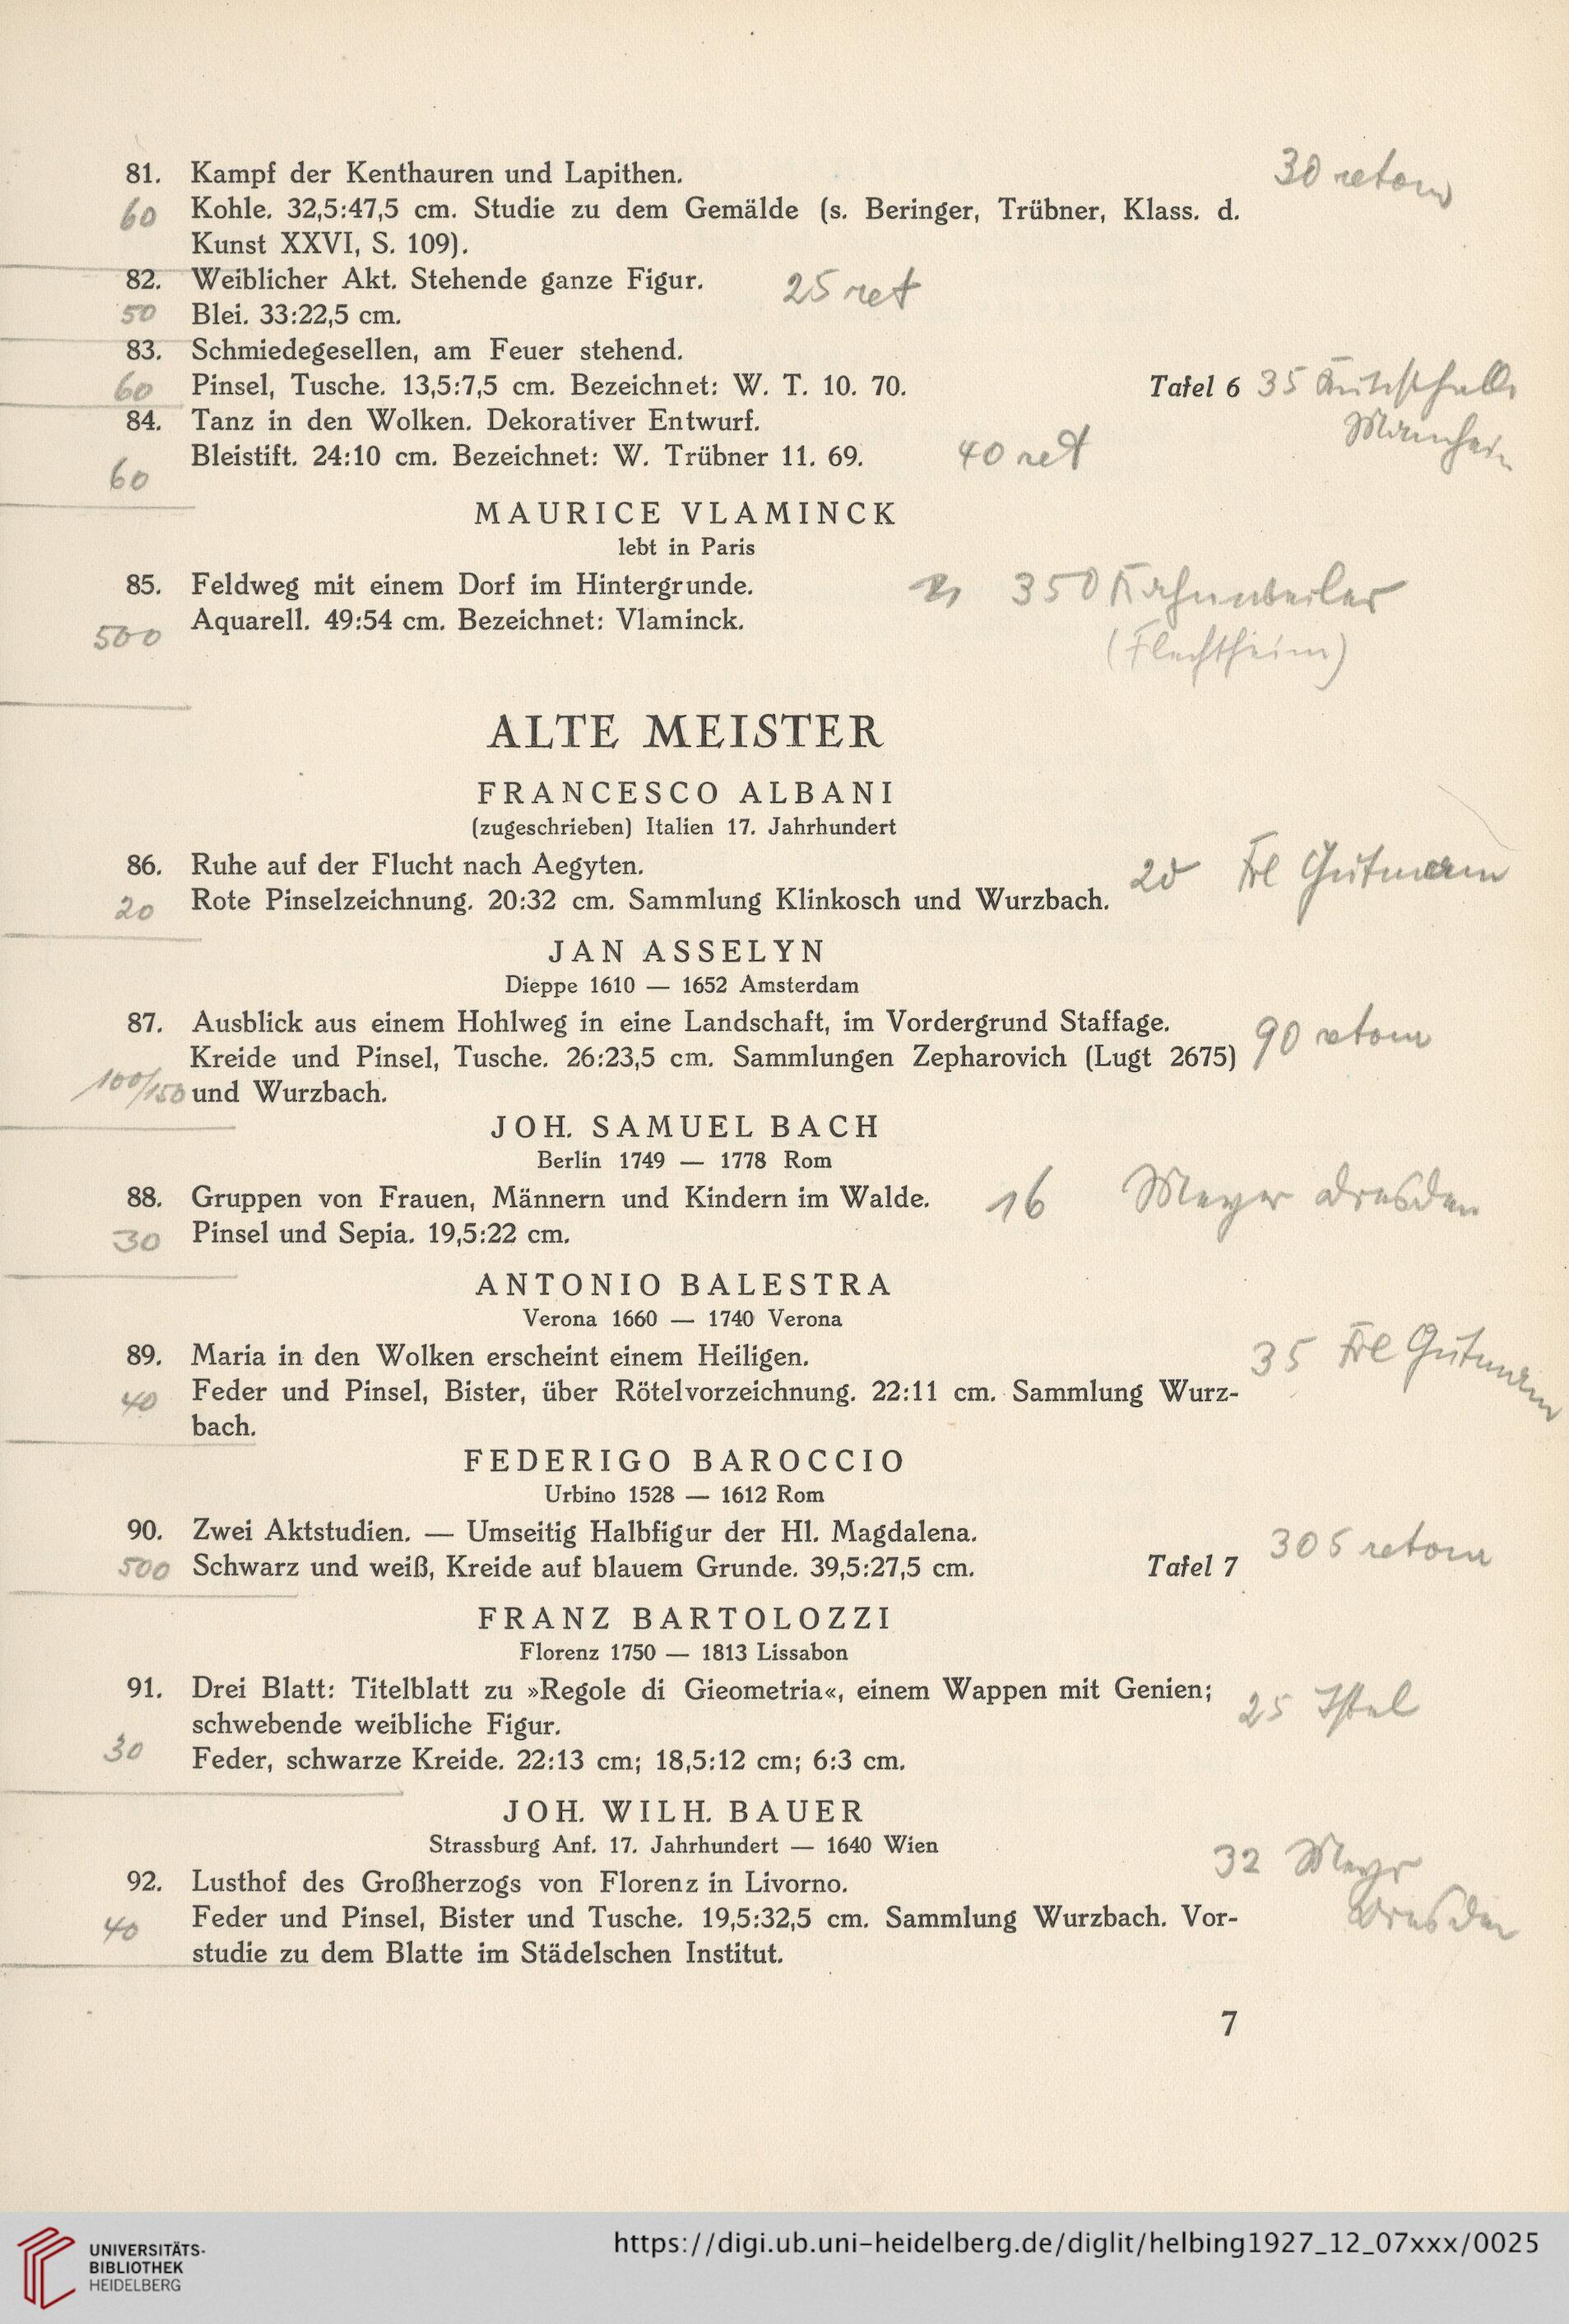 81. Kampf der Kenthauren und Lapithen. 30 retour
60 Kohle. 32,5:47,5 cm. Studie zu dem Gemälde (s. Beringer, Trübner, Klass. d.
Kunst XXVI, S. 109).
82. Weiblicher Akt. Stehende ganze Figur. 25 ret
50 Blei. 33:22,5 cm.
83. Schmiedegesellen, am Feuer stehend.
60 Pinsel, Tusche. 13,5:7,5 cm. Bezeichnet: W. T. 10. 70. Tafel 6 35 Kunsthalle
Mannheim
84. Tanz in den Wolken. Dekorativer Entwurf.
60 Bleistift. 24:10 cm. Bezeichnet: W. Trübner 11. 69. 40 ret
MAURICE VLAMINCK
lebt in Paris
85. Feldweg mit einem Dorf im Hintergrunde. 350 Kahnweiler
500 Aquarell. 49:54 cm. Bezeichnet: Vlaminck. (Flechtheim)
ALTE MEISTER
FRANCESCO ALBANI
(zugeschrieben) Italien 17. Jahrhundert
86. Ruhe auf der Flucht nach Aegyten. 20 Frl Gutmann
20 Rote Pinselzeichnung. 20:32 cm. Sammlung Klinkosch und Wurzbach.
JAN ASSELYN
Dieppe 1610 — 1652 Amsterdam
87. Ausblick aus einem Hohlweg in eine Landschaft, im Vordergrund Staffage. 90 retour
Kreide und Pinsel, Tusche. 26:23,5 cm. Sammlungen Zepharovich (Lugt 2675)
100/150 und Wurzbach.
JOH. SAMUEL BACH
Berlin 1749 — 1778 Rom
88. Gruppen von Frauen, Männern und Kindern im Walde. 16 Meyer Dresden
30 Pinsel und Sepia. 19,5:22 cm.
ANTONIO BALESTRA
Verona 1660 — 1740 Verona
89. Maria in den Wolken erscheint einem Heiligen. 35 Frl Gutmann
40 Feder und Pinsel, Bister, über Rötelvorzeichnung. 22:11 cm. Sammlung Wurz-
bach.
FEDERIGO BAROCCIO
Urbino 1528 — 1612 Rom
90. Zwei Aktstudien. — Umseitig Halbfigur der Hl. Magdalena. 305 retour
500 Schwarz und weiß, Kreide auf blauem Grunde. 39,5:27,5 cm. Tafel 7
FRANZ BARTOLOZZI
Florenz 1750 — 1813 Lissabon
91. Drei Blatt: Titelblatt zu »Regole di Gieometria«, einem Wappen mit Genien; 25 Istel
schwebende weibliche Figur.
30 Feder, schwarze Kreide. 22:13 cm; 18,5:12 cm; 6:3 cm.
JOH. WILH. BAUER
Strassburg Anf. 17. Jahrhundert — 1640 Wien
92. Lusthof des Großherzogs von Florenz in Livorno. 32 Meyer
Dresden
40 Feder und Pinsel, Bister und Tusche. 19,5:32,5 cm. Sammlung Wurzbach. Vor-
studie zu dem Blatte im Städelschen Institut.
7
UNIVERSITÄTS-
BIBLIOTHEK
HEIDELBERG
https://digi.ub.uni-heidelberg.de/diglit/helbing1927_12_07xxx/0025